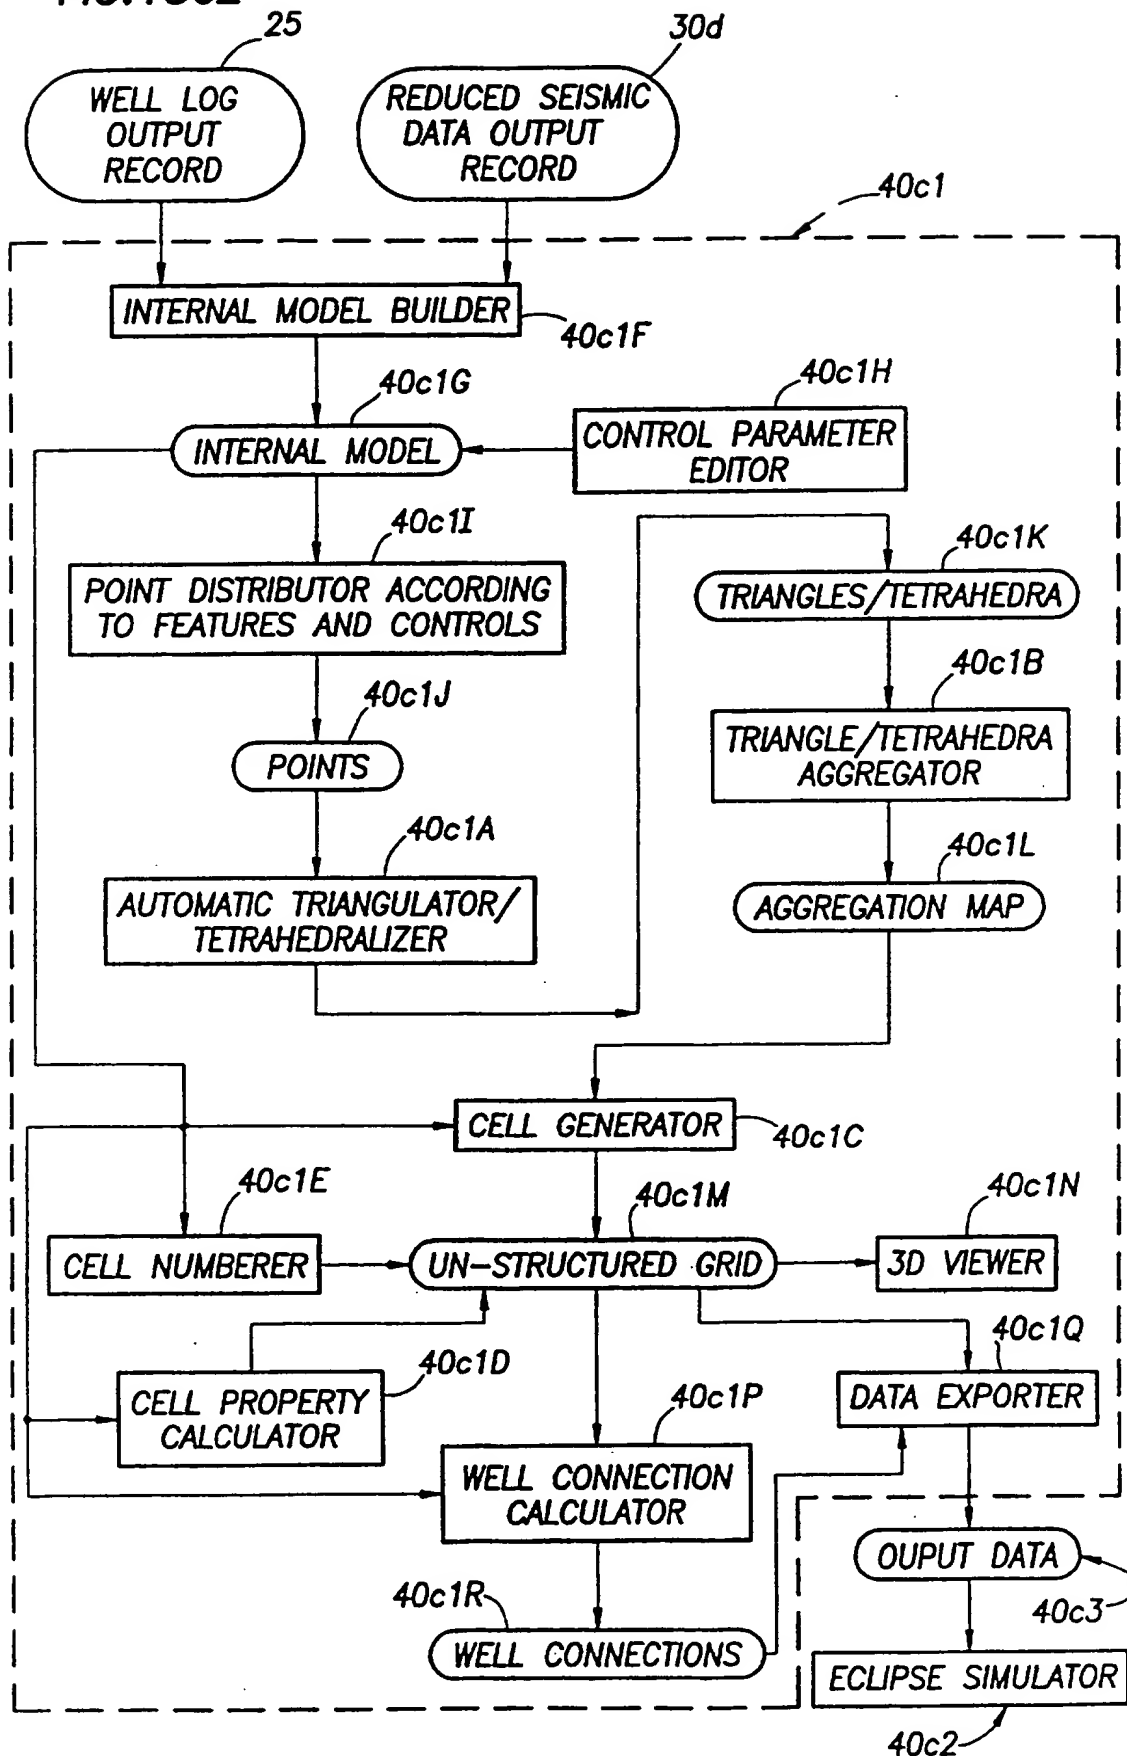 25
30d
WELL LOG
OUTPUT
RECORD
REDUCED SEISMIC
DATA OUTPUT
RECORD
40c1
INTERNAL MODEL BUILDER
40c1F
40c1G
40c1H
INTERNAL MODEL
CONTROL PARAMETER
EDITOR
40c1I
40c1K
POINT DISTRIBUTOR ACCORDING
TO FEATURES AND CONTROLS
TRIANGLES/TETRAHEDRA
40c1J
40c1B
POINTS
TRIANGLE/TETRAHEDRA
AGGREGATOR
40c1A
40c1L
AUTOMATIC TRIANGULATOR/
TETRAHEDRALIZER
AGGREGATION MAP
CELL GENERATOR
40c1C
40c1E
40c1M
40c1N
CELL NUMBERER
UN-STRUCTURED GRID
3D VIEWER
40c1D
40c1Q
CELL PROPERTY
CALCULATOR
40c1P
DATA EXPORTER
WELL CONNECTION
CALCULATOR
OUPUT DATA
40c1R
40c3
WELL CONNECTIONS
ECLIPSE SIMULATOR
40c2